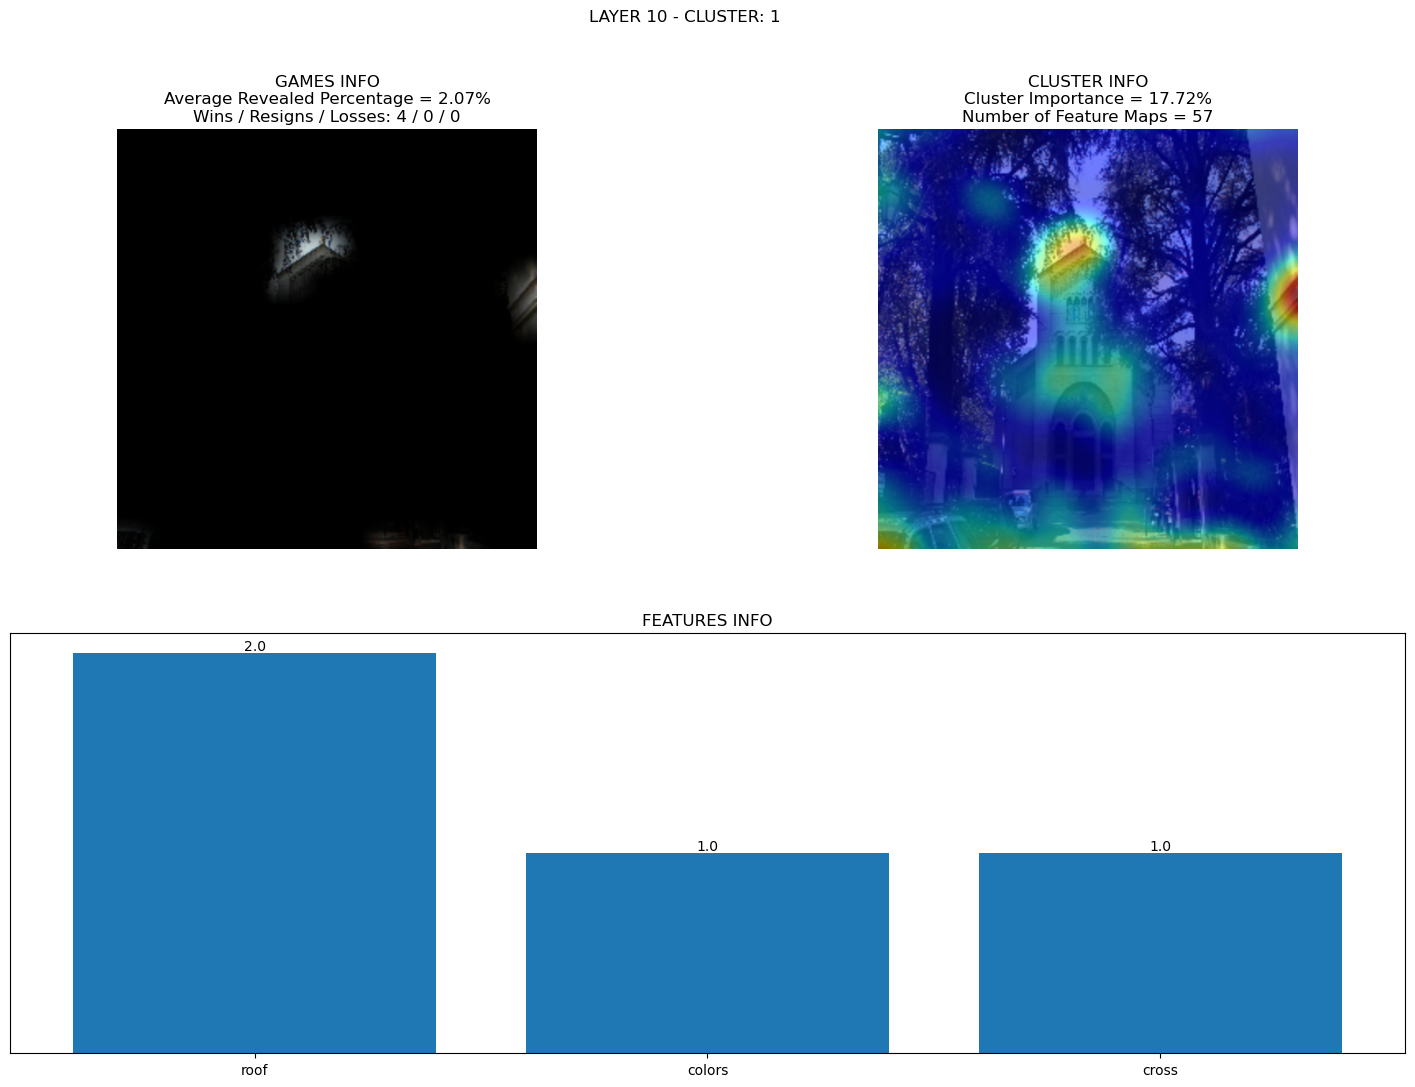 LAYER 10 - CLUSTER: 1
GAMES INFO
Average Revealed Percentage = 2.07%
Wins / Resigns / Losses: 4 / 0 / 0
CLUSTER INFO
Cluster Importance = 17.72%
Number of Feature Maps = 57
FEATURES INFO
2.0
1.0
1.0
roof
colors
cross